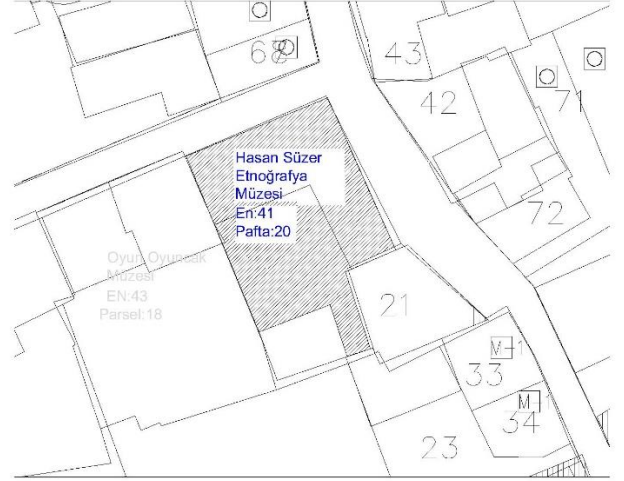 43
42
71
Hasan Süzer
Etnoğrafya
Müzesi
En:41
Pafta:20
72
Oyun Oyuncak
Müzesi
EN:43
Parsel:18
21
M-1
33
M-1
34
23